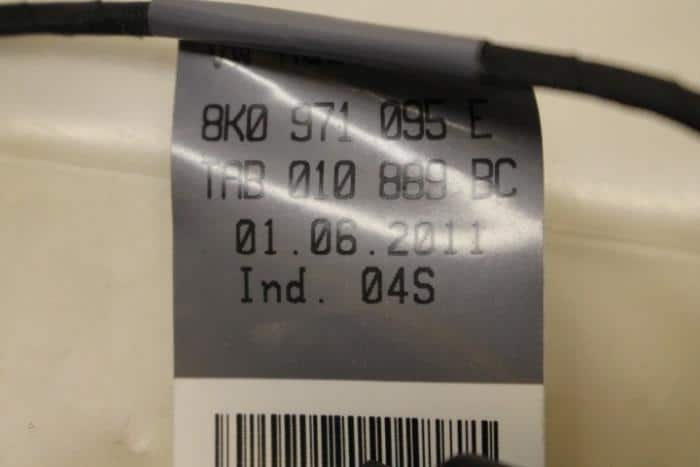 8K0 971 095 E
TAB 010 889 BC
01.06.2011
Ind. 04S